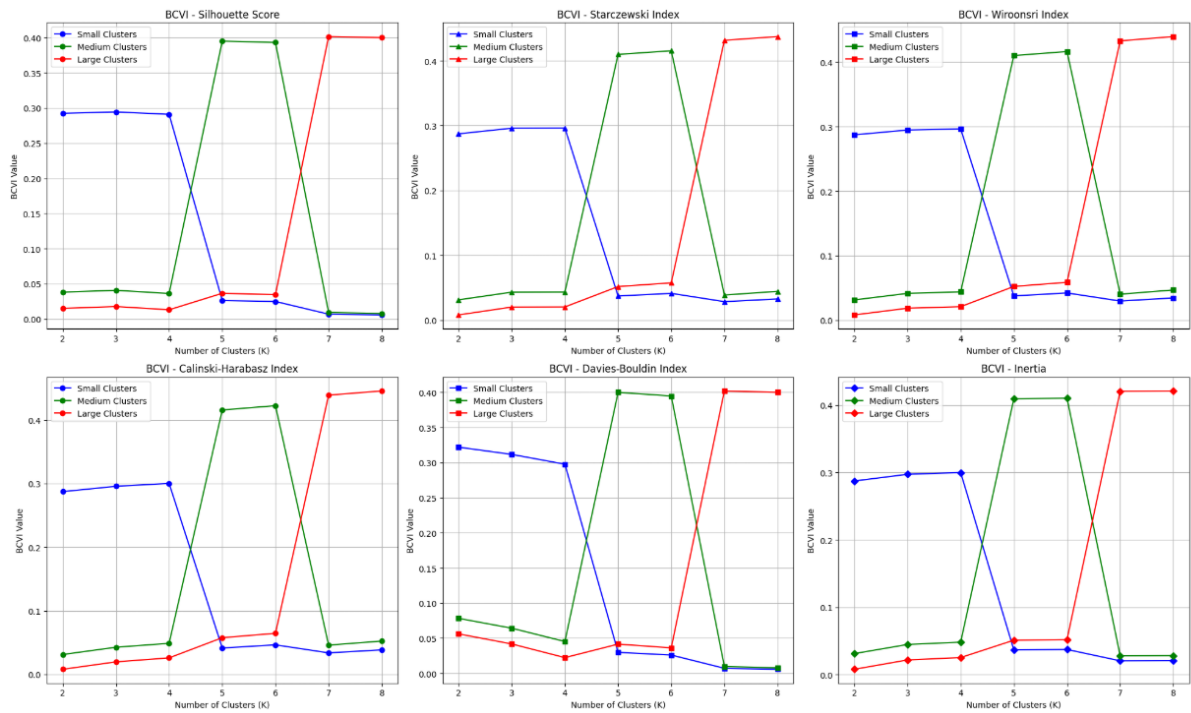 BCVI - Silhouette Score
Small Clusters
Medium Clusters
Large Clusters
BCVI Value
0.40
0.35
0.30
0.25
0.20
0.15
0.10
0.05
0.00
2 3 4 5 6 7 8
Number of Clusters (K)
BCVI - Starczewski Index
Small Clusters
Medium Clusters
Large Clusters
BCVI Value
0.4
0.3
0.2
0.1
0.0
2 3 4 5 6 7 8
Number of Clusters (K)
BCVI - Wiroonsri Index
Small Clusters
Medium Clusters
Large Clusters
BCVI Value
0.4
0.3
0.2
0.1
0.0
2 3 4 5 6 7 8
Number of Clusters (K)
BCVI - Calinski-Harabasz Index
Small Clusters
Medium Clusters
Large Clusters
BCVI Value
0.4
0.3
0.2
0.1
0.0
2 3 4 5 6 7 8
Number of Clusters (K)
BCVI - Davies-Bouldin Index
Small Clusters
Medium Clusters
Large Clusters
BCVI Value
0.40
0.35
0.30
0.25
0.20
0.15
0.10
0.05
0.00
2 3 4 5 6 7 8
Number of Clusters (K)
BCVI - Inertia
Small Clusters
Medium Clusters
Large Clusters
BCVI Value
0.4
0.3
0.2
0.1
0.0
2 3 4 5 6 7 8
Number of Clusters (K)